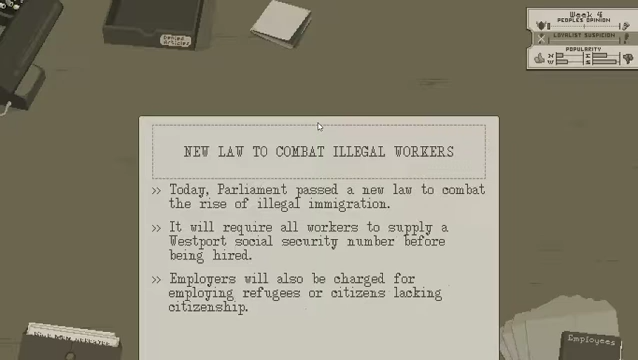 Week 4
PEOPLES OPINION
LOYALIST SUSPICION
POPULARITY
N
E
W
S
Denied
Articles
NEW LAW TO COMBAT ILLEGAL WORKERS
>> Today, Parliament passed a new law to combat
the rise of illegal immigration.
>> It will require all workers to supply a
Westport social security number before
being hired.
>> Employers will also be charged for
employing refugees or citizens lacking
citizenship.
Employees